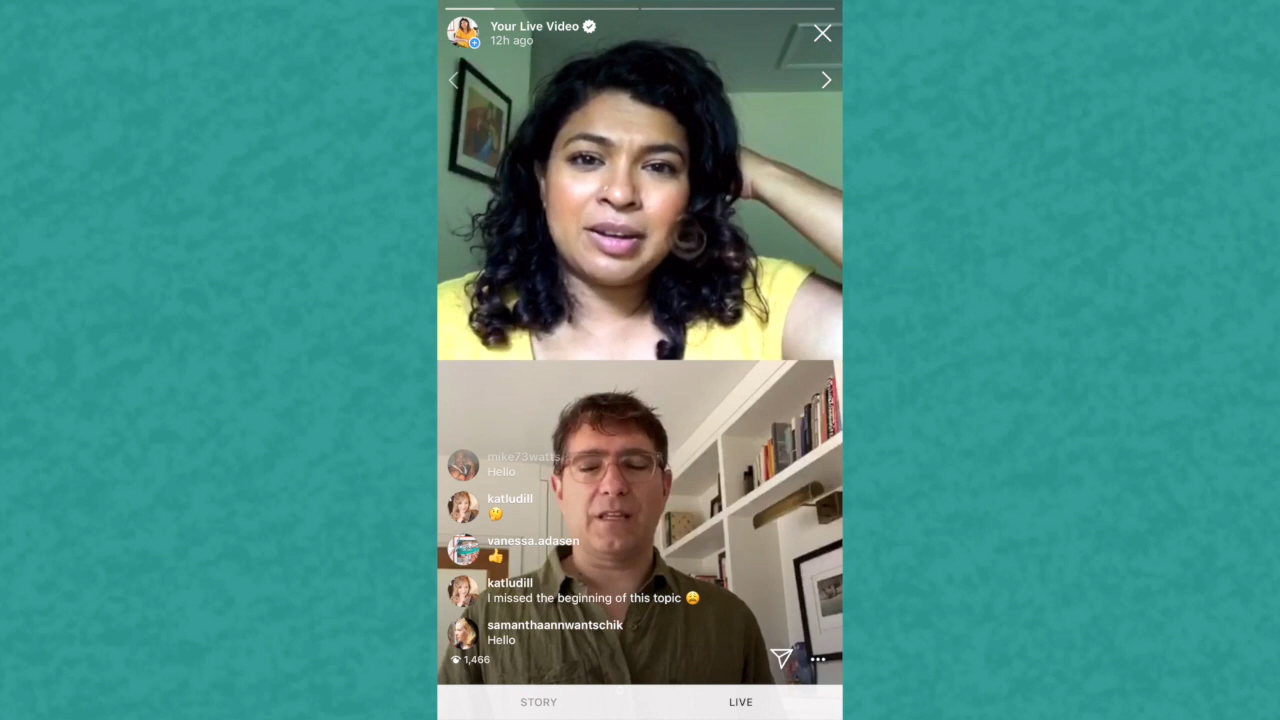 Your Live Video
12h ago
mike73watts
Hello
katludill
🤔
vanessa.adasen
👍
katludill
I missed the beginning of this topic 😩
samanthaannwantschik
Hello
1,466
STORY
LIVE